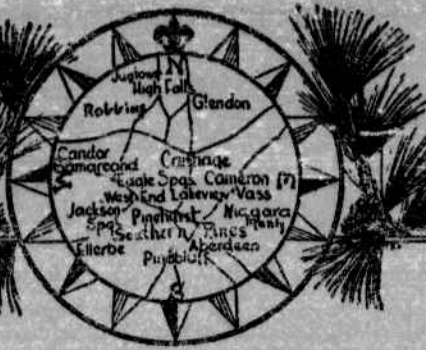 N
High Falls
Robbins
Glendon
Candor
Samarcand
Carthage
Eagle Spgs. Cameron
West End Lakeview Vass
Jackson Spgs. Pinehurst Niagara
Southern Pines
Ellerbe
Aberdeen
Pinebluff
S